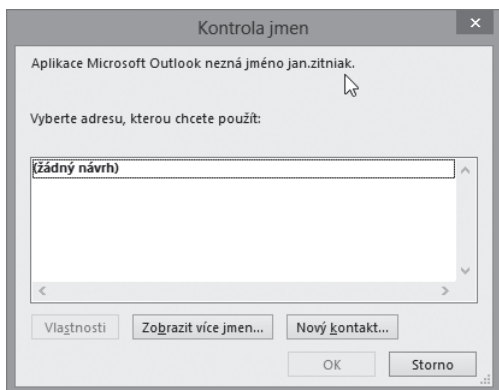 Kontrola jmen
Aplikace Microsoft Outlook nezná jméno jan.zitniak.
Vyberte adresu, kterou chcete použít:
(žádný návrh)
Vlastnosti Zobrazit více jmen... Nový kontakt...
OK Storno